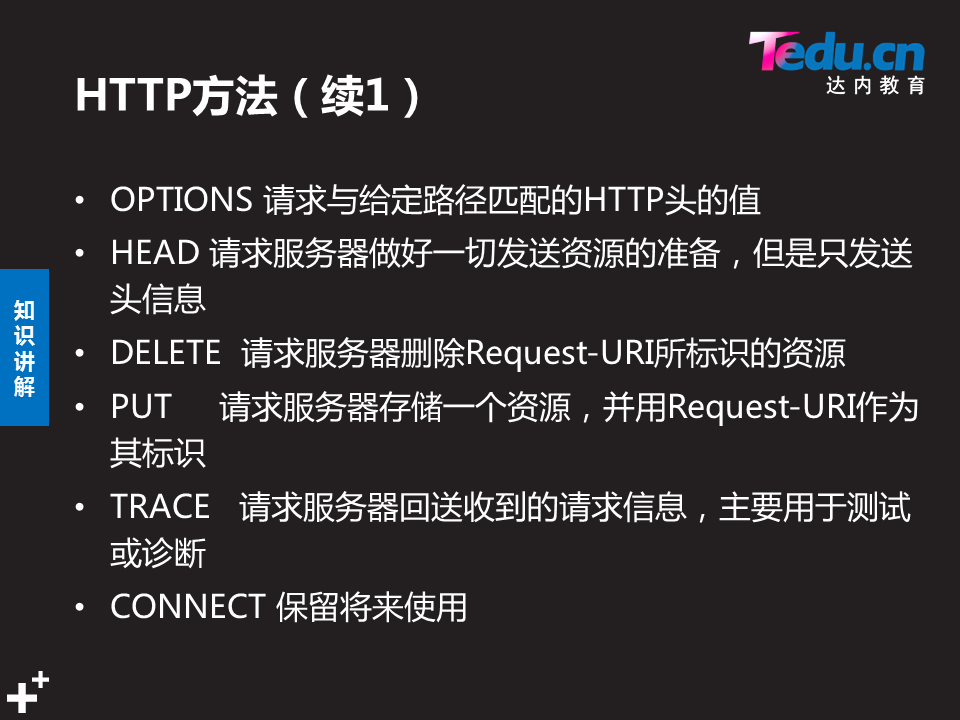 Tedu.cn
达内教育
HTTP方法（续1）
• OPTIONS 请求与给定路径匹配的HTTP头的值
• HEAD 请求服务器做好一切发送资源的准备，但是只发送
头信息
• DELETE 请求服务器删除Request-URI所标识的资源
• PUT 请求服务器存储一个资源，并用Request-URI作为
其标识
• TRACE 请求服务器回送收到的请求信息，主要用于测试
或诊断
• CONNECT 保留将来使用
知
识
讲
解